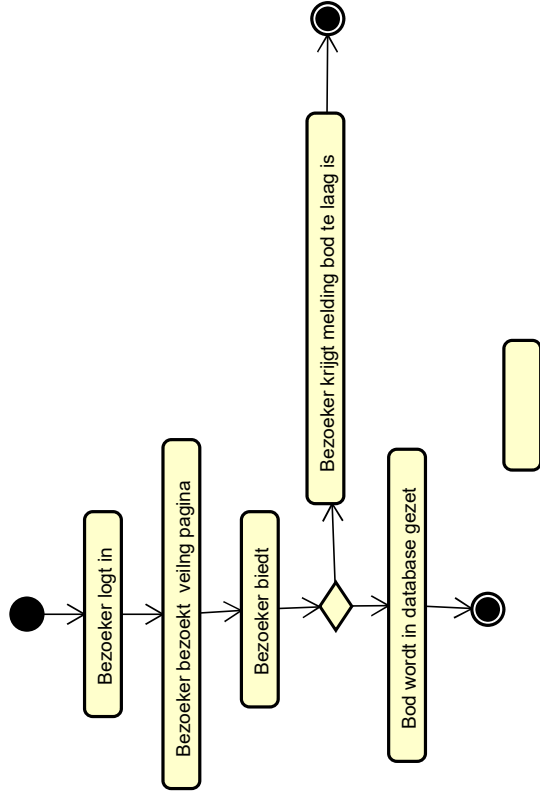 Bezoeker logt in
Bezoeker bezoekt  veilng pagina
Bezoeker biedt
Bezoeker krijgt melding bod te laag is
Bod wordt in database gezet